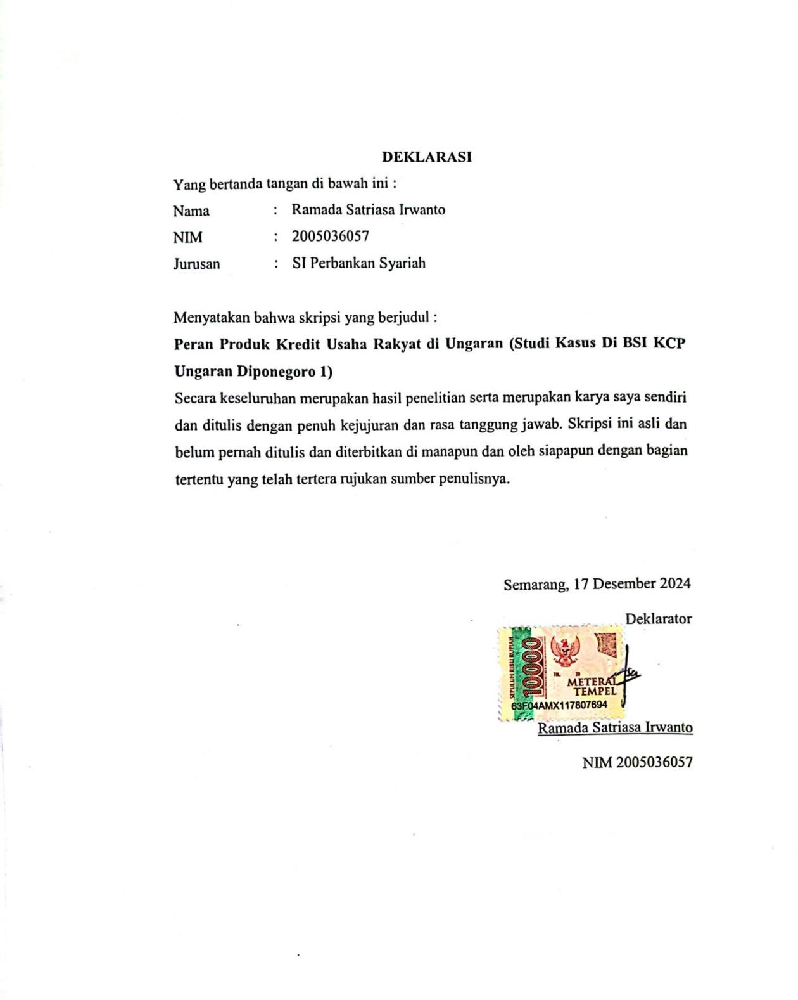 DEKLARASI
Yang bertanda tangan di bawah ini :
Nama : Ramada Satriasa Irwanto
NIM : 2005036057
Jurusan : SI Perbankan Syariah
Menyatakan bahwa skripsi yang berjudul :
Peran Produk Kredit Usaha Rakyat di Ungaran (Studi Kasus Di BSI KCP
Ungaran Diponegoro 1)
Secara keseluruhan merupakan hasil penelitian serta merupakan karya saya sendiri
dan ditulis dengan penuh kejujuran dan rasa tanggung jawab. Skripsi ini asli dan
belum pernah ditulis dan diterbitkan di manapun dan oleh siapapun dengan bagian
tertentu yang telah tertera rujukan sumber penulisnya.
Semarang, 17 Desember 2024
Deklarator
SEPULUH RIBU RUPIAH
10000
TGL. 20
METERAI
TEMPEL
63F04AMX117807694
Ramada Satriasa Irwanto
NIM 2005036057